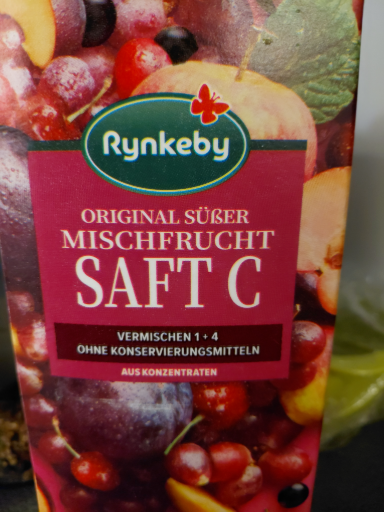 Rynkeby
ORIGINAL SÜßER
MISCHFRUCHT
SAFT C
VERMISCHEN 1 + 4
OHNE KONSERVIERUNGSMITTELN
AUS KONZENTRATEN